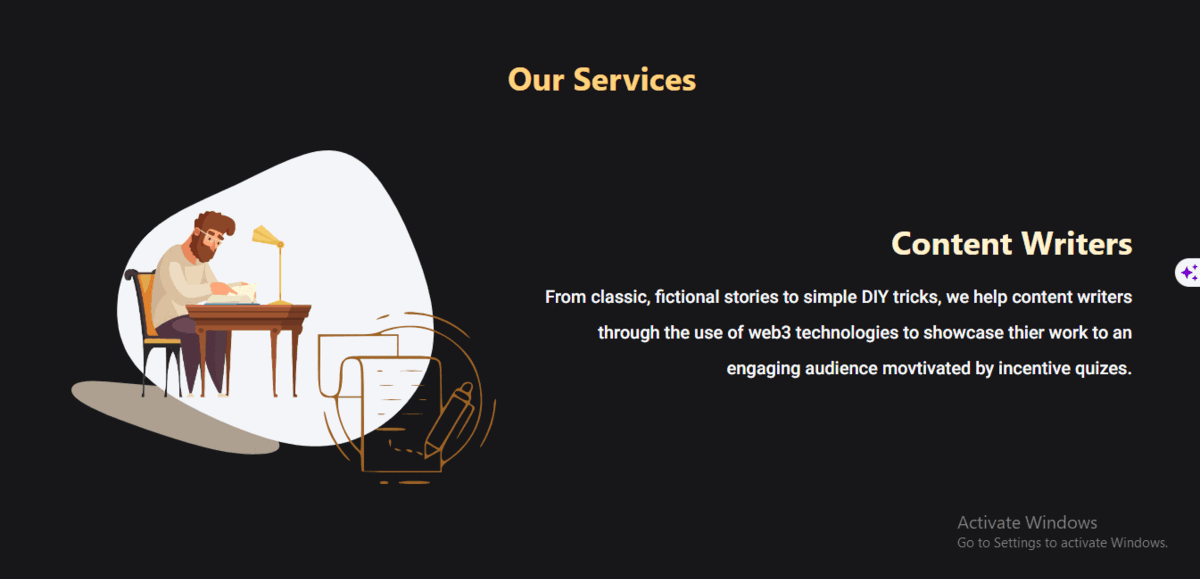 Our Services
Content Writers
From classic, fictional stories to simple DIY tricks, we help content writers
through the use of web3 technologies to showcase thier work to an
engaging audience movtivated by incentive quizes.
Activate Windows
Go to Settings to activate Windows.